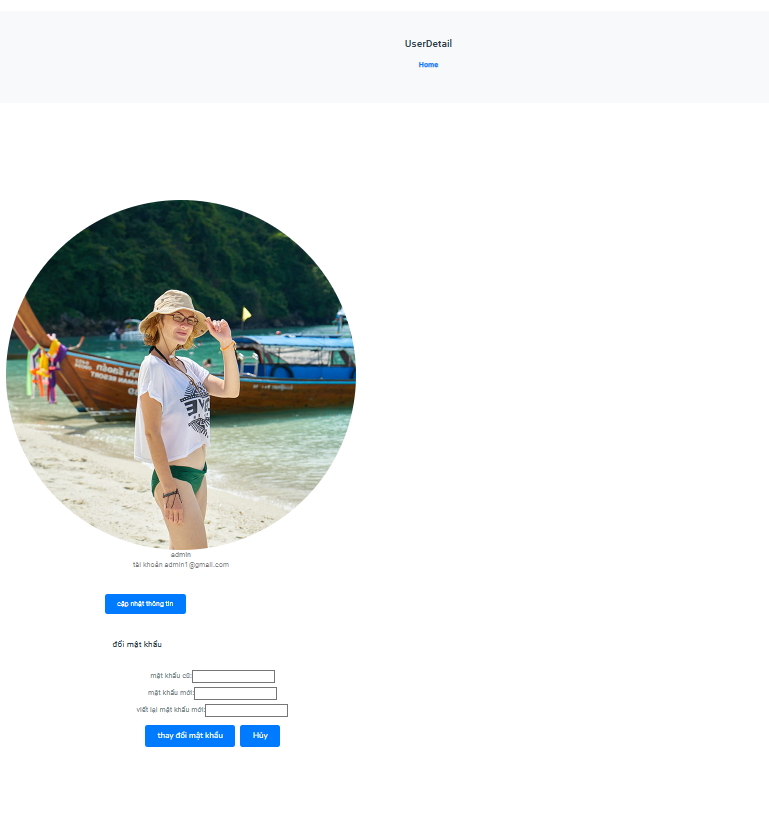 UserDetail
Home
admin
tài khoản admin1@gmail.com
cập nhật thông tin
đổi mật khẩu
mật khẩu cũ:
mật khẩu mới:
viết lại mật khẩu mới:
thay đổi mật khẩu Hủy